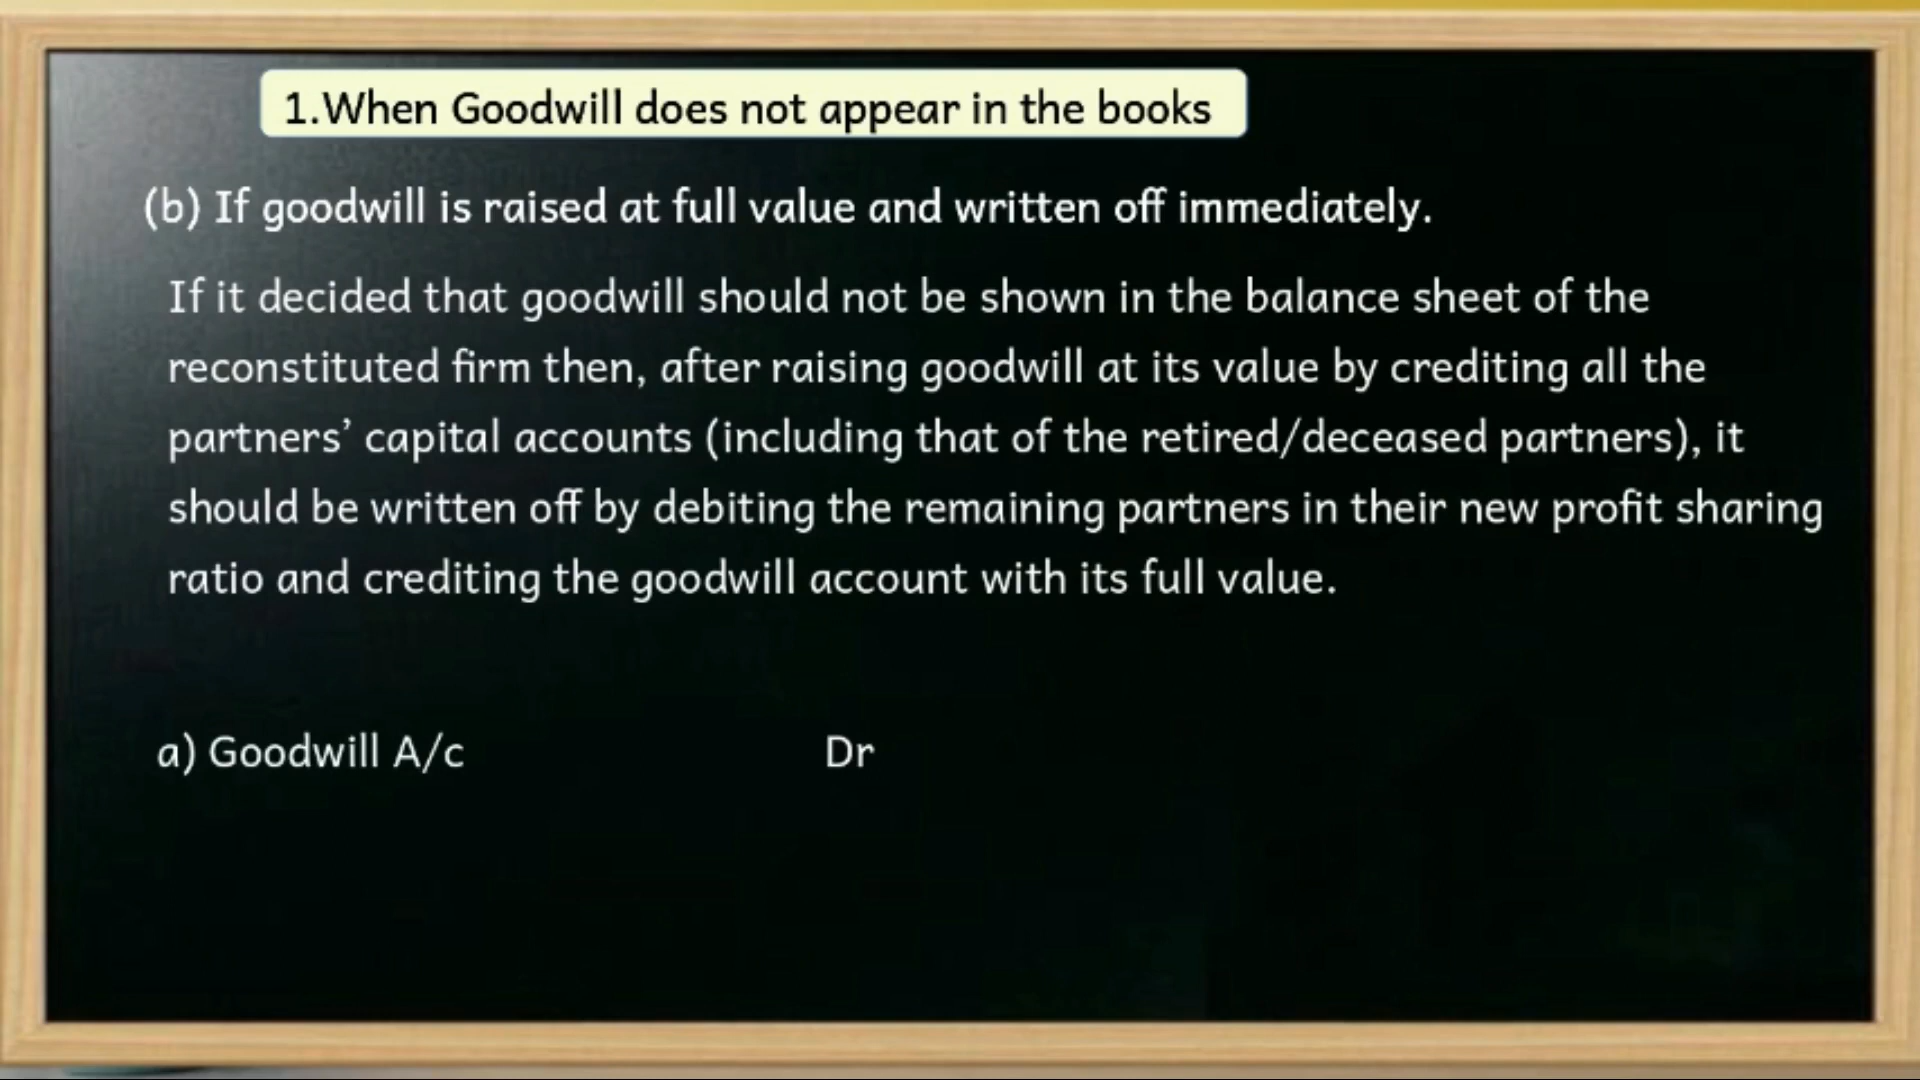 1.When Goodwill does not appear in the books
(b) If goodwill is raised at full value and written off immediately.
If it decided that goodwill should not be shown in the balance sheet of the
reconstituted firm then, after raising goodwill at its value by crediting all the
partners’ capital accounts (including that of the retired/deceased partners), it
should be written off by debiting the remaining partners in their new profit sharing
ratio and crediting the goodwill account with its full value.
a) Goodwill A/c Dr